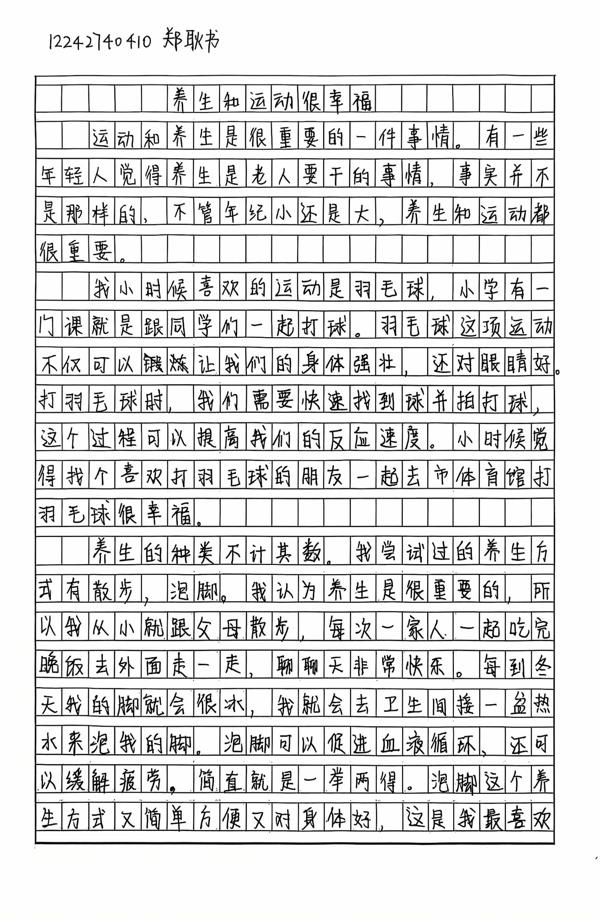 12242740410 郑耿书
养生和运动很幸福
运动和养生是很重要的一件事情。有一些
年轻人觉得养生是老人要干的事情，事实并不
是那样的，不管年纪小还是大，养生和运动都
很重要。
我小时候喜欢的运动是羽毛球，小学有一
门课就是跟同学们一起打球。羽毛球这项运动
不仅可以锻炼让我们的身体强壮，还对眼睛好。
打羽毛球时，我们需要快速找到球并拍打球，
这个过程可以提高我们的反血速度。小时候觉
得找个喜欢打羽毛球的朋友一起去市体育馆打
羽毛球很幸福。
养生的种类不计其数。我尝试过的养生方
式有散步，泡脚。我认为养生是很重要的，所
以我从小就跟父母散步，每次一家人一起吃完
晚饭去外面走一走，聊聊天非常快乐。每到冬
天我的脚就会很冰，我就会去卫生间接一盆热
水来泡我的脚。泡脚可以促进血液循环，还可
以缓解疲劳，简直就是一举两得。泡脚这个养
生方式又简单方便又对身体好，这是我最喜欢